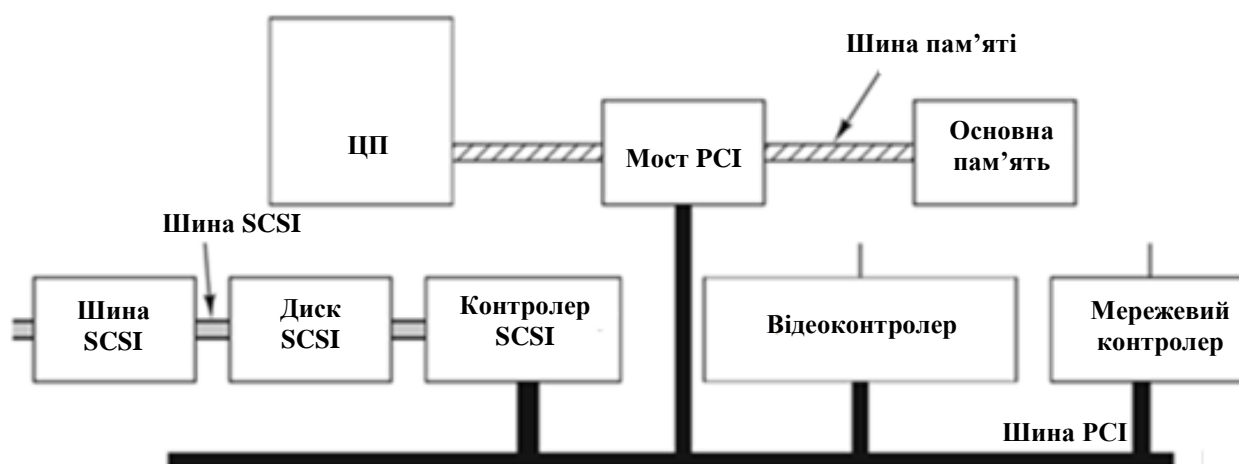 Шина пам’яті
ЦП
Мост PCI
Основна
пам’ять
Шина SCSI
Шина
SCSI
Диск
SCSI
Контролер
SCSI
Відеоконтролер
Мережевий
контролер
Шина PCI